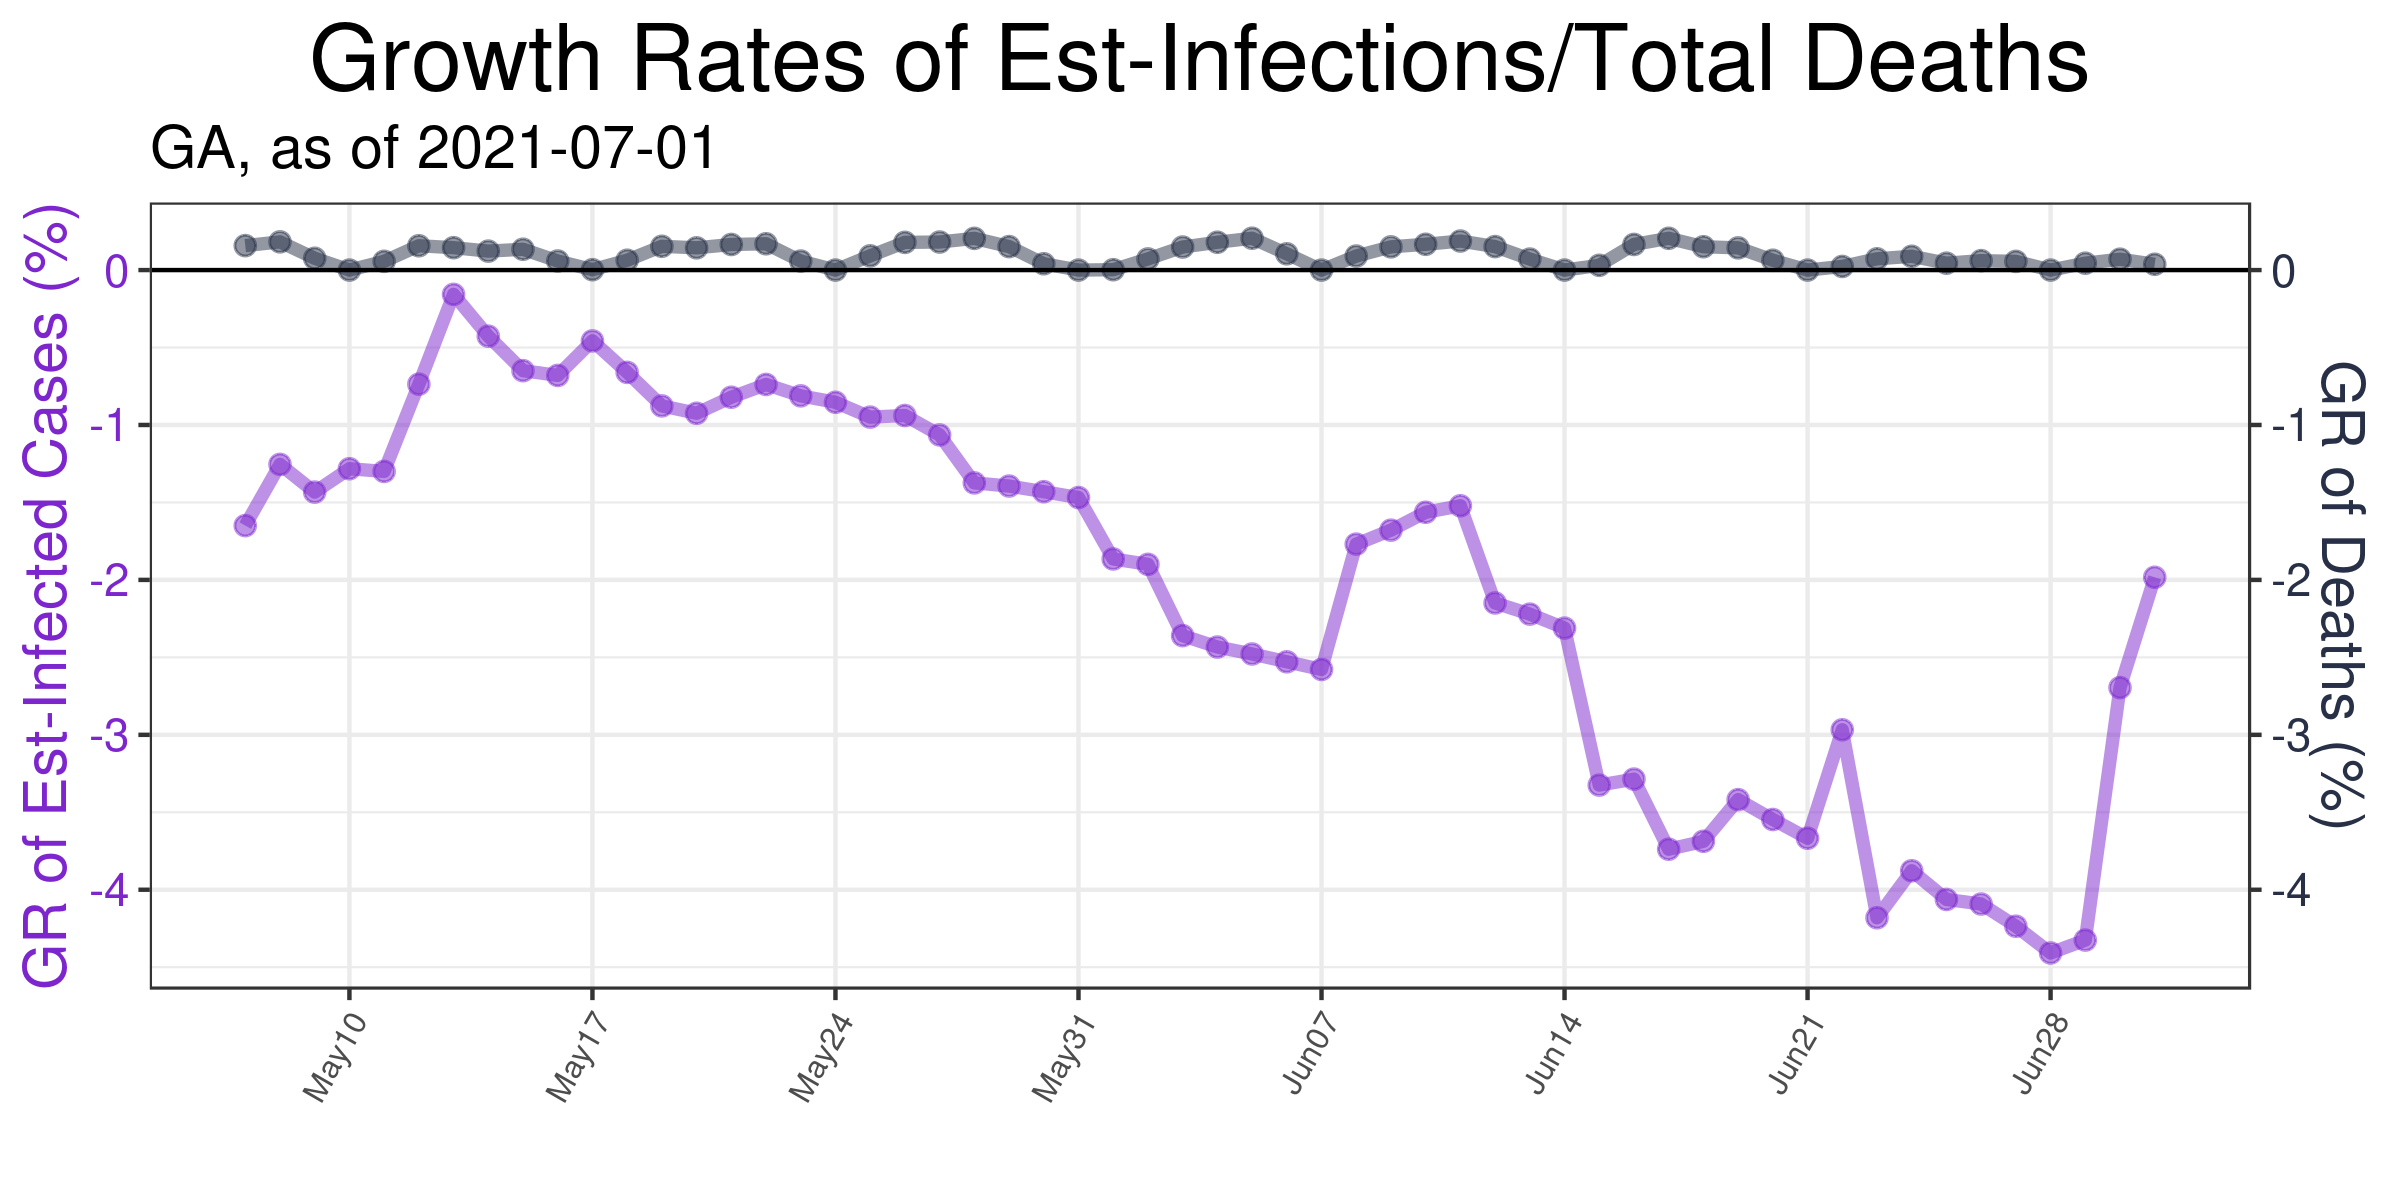 Growth Rates of Est-Infections/Total Deaths
GA, as of 2021-07-01
GR of Est-Infected Cases (%)
0
-1
-2
-3
-4
0
-1
-2
-3
-4
GR of Deaths (%)
May10
May17
May24
May31
Jun07
Jun14
Jun21
Jun28